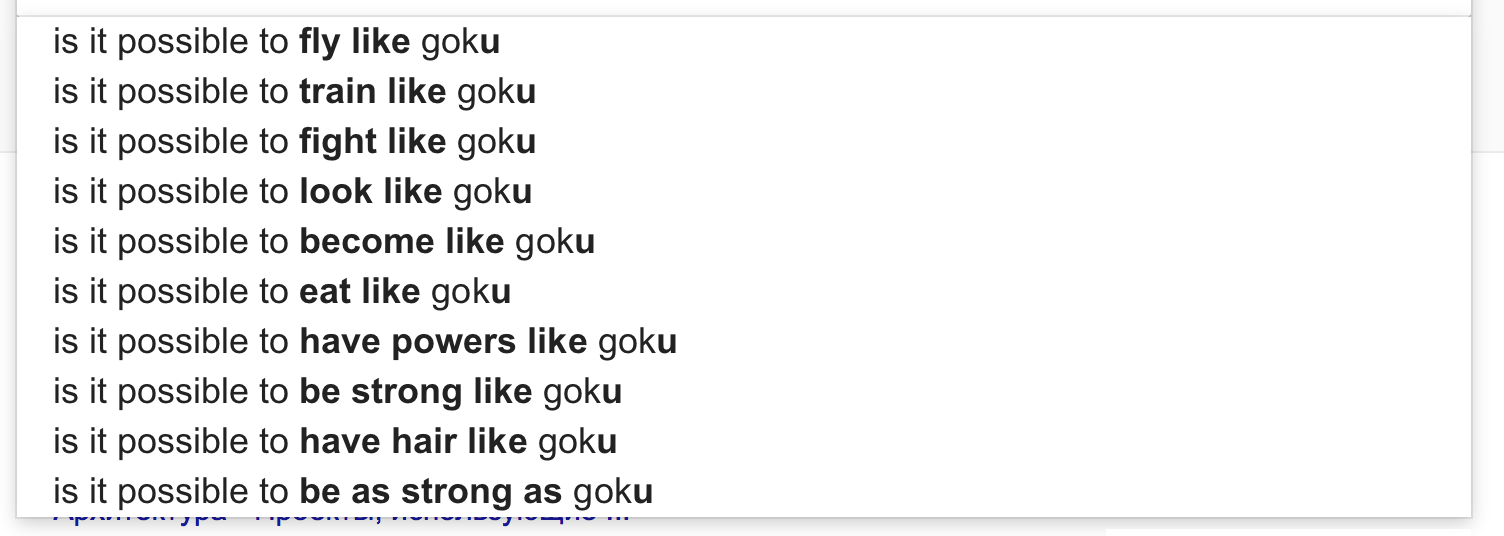 is it possible to fly like goku
is it possible to train like goku
is it possible to fight like goku
is it possible to look like goku
is it possible to become like goku
is it possible to eat like goku
is it possible to have powers like goku
is it possible to be strong like goku
is it possible to have hair like goku
is it possible to be as strong as goku
Архитектура - Проекты, использующие ...